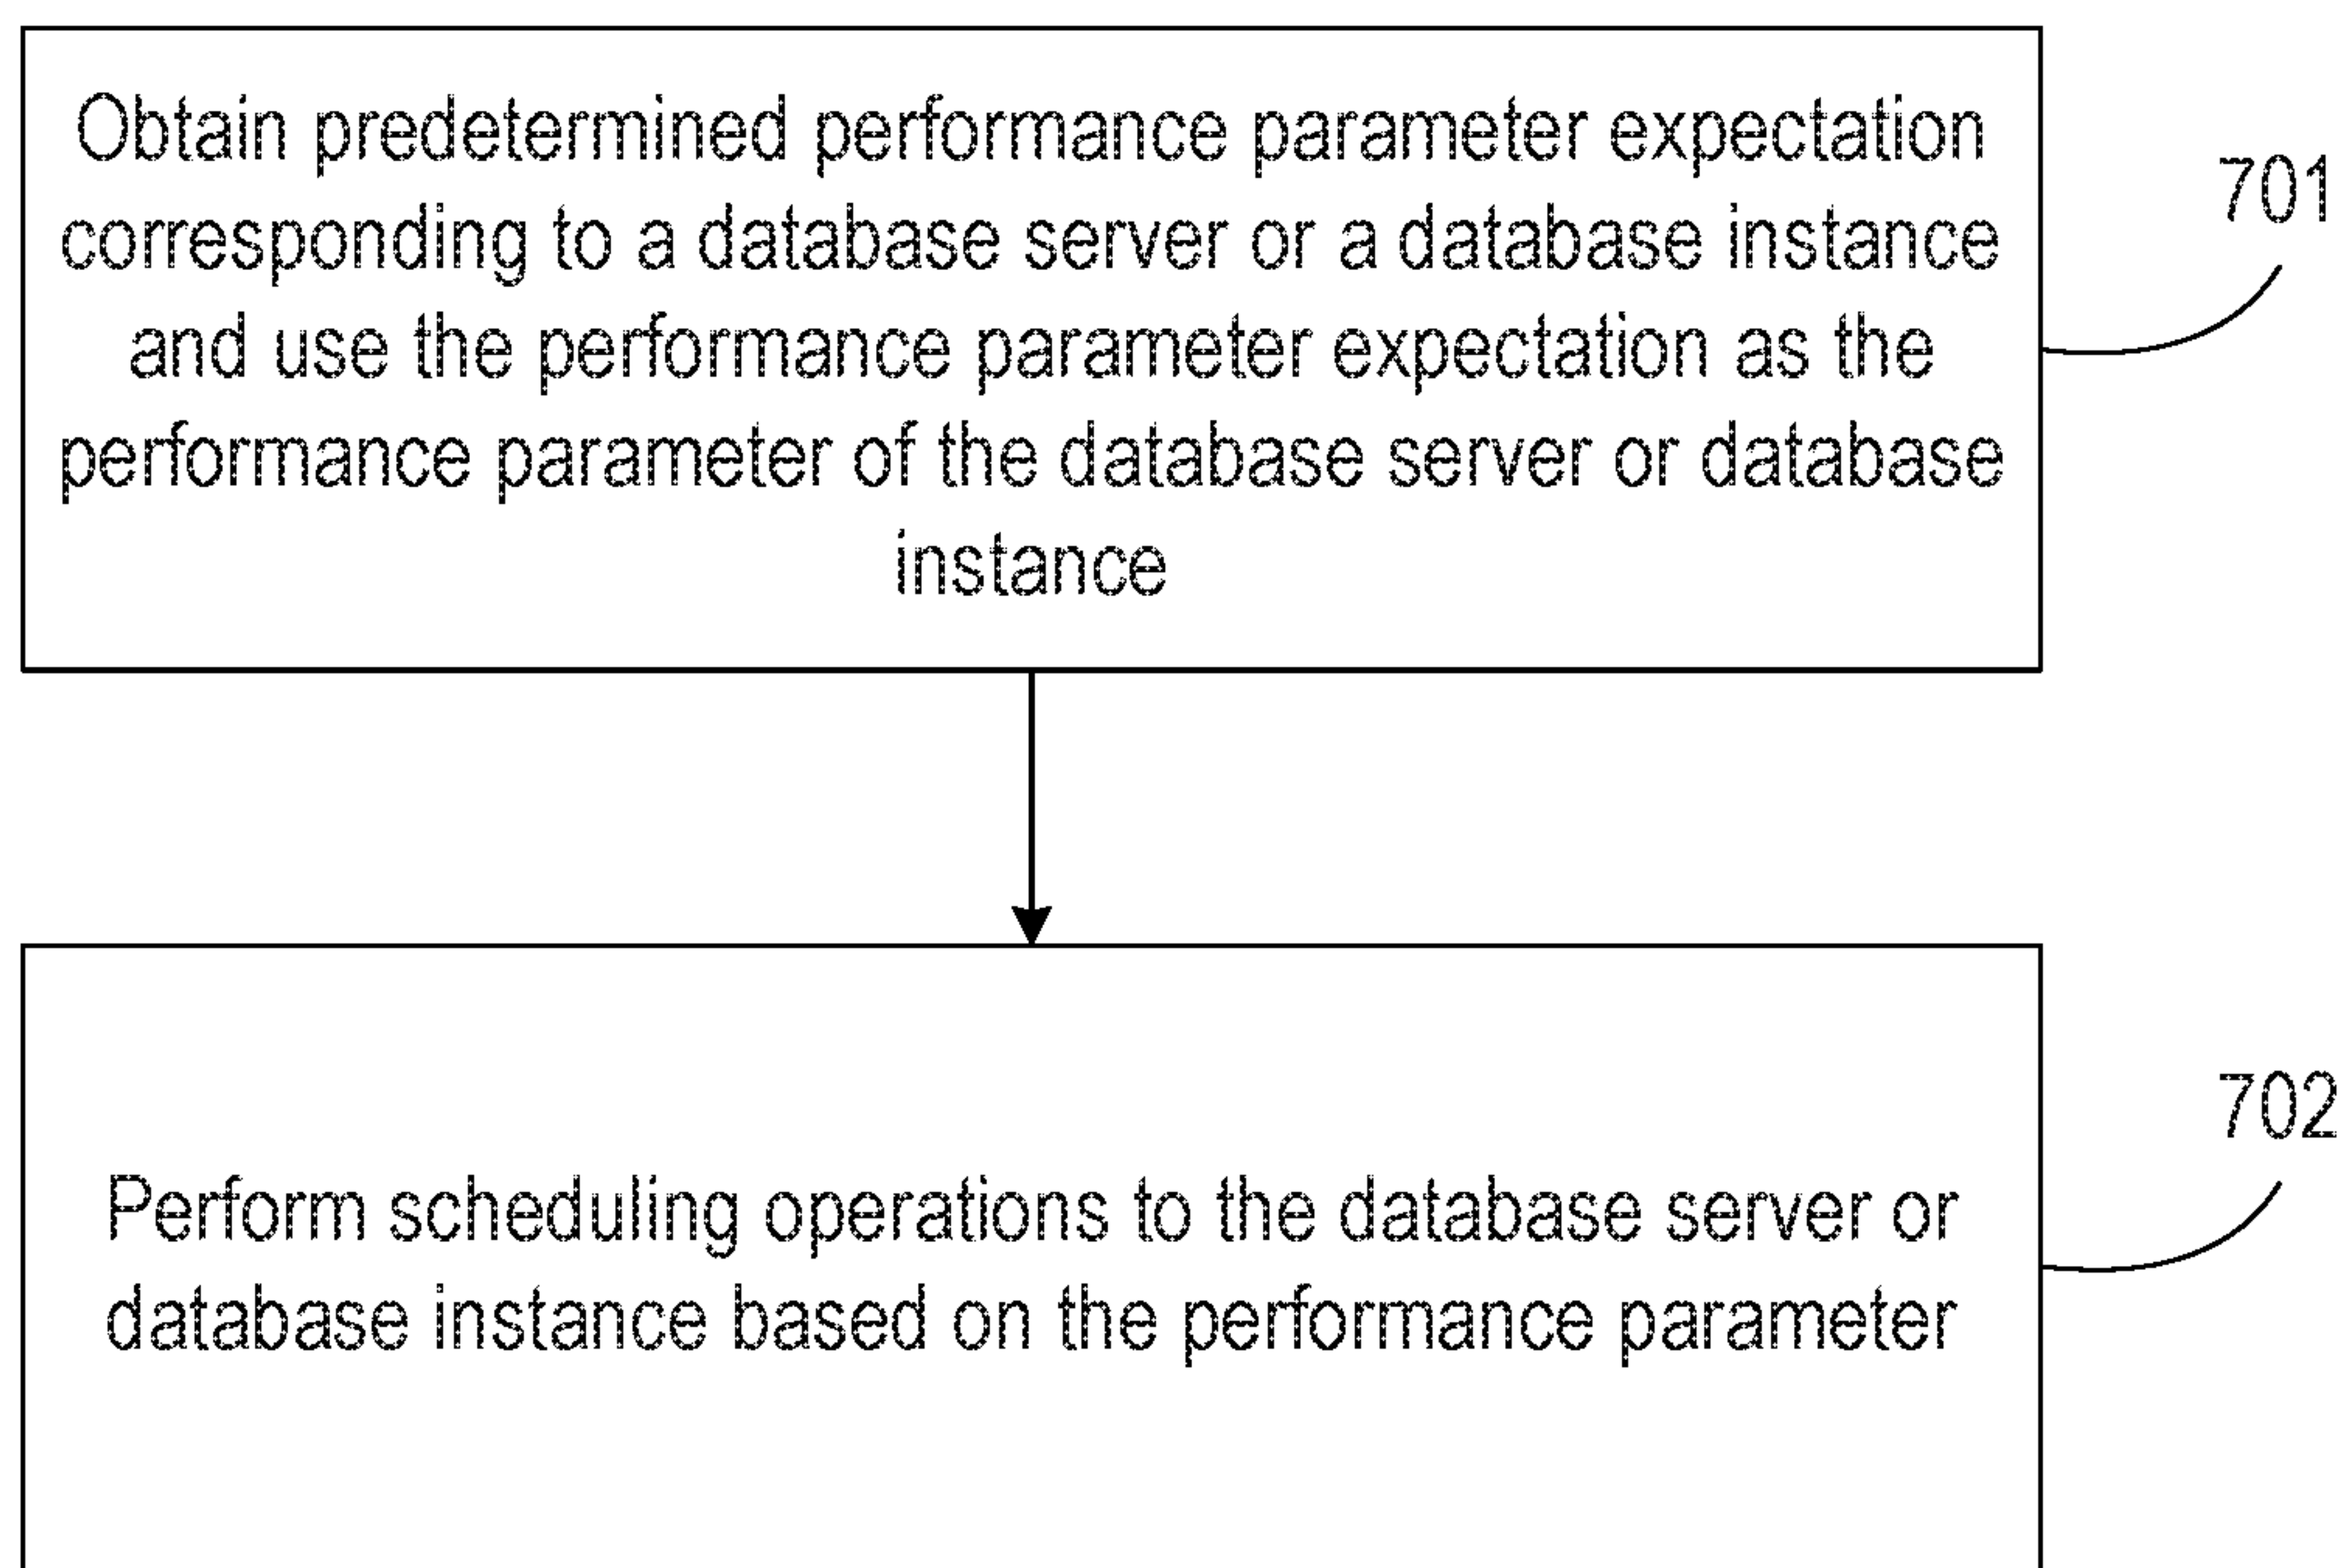 Obtain predetermined performance parameter expectation
corresponding to a database server or a database instance
and use the performance parameter expectation as the
performance parameter of the database server or database
instance
701
Perform scheduling operations to the database server or
database instance based on the performance parameter
702